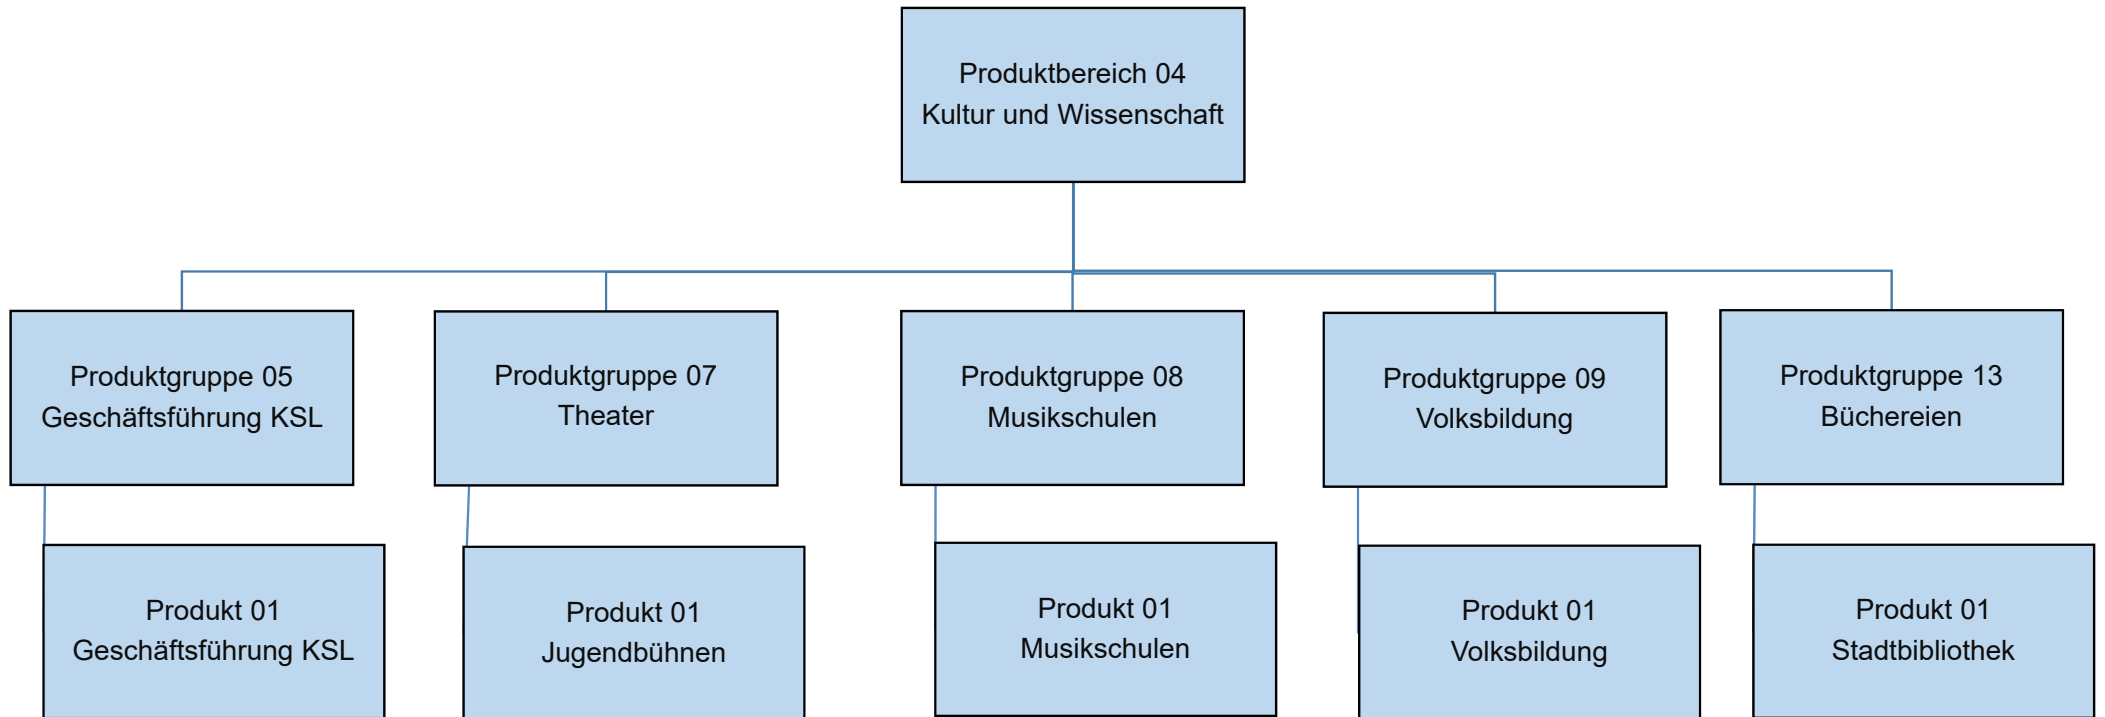 Produktbereich 04
Kultur und Wissenschaft
Produktgruppe 05
Geschäftsführung KSL
Produktgruppe 07
Theater
Produktgruppe 08
Musikschulen
Produktgruppe 09
Volksbildung
Produktgruppe 13
Büchereien
Produkt 01
Geschäftsführung KSL
Produkt 01
Jugendbühnen
Produkt 01
Musikschulen
Produkt 01
Volksbildung
Produkt 01
Stadtbibliothek